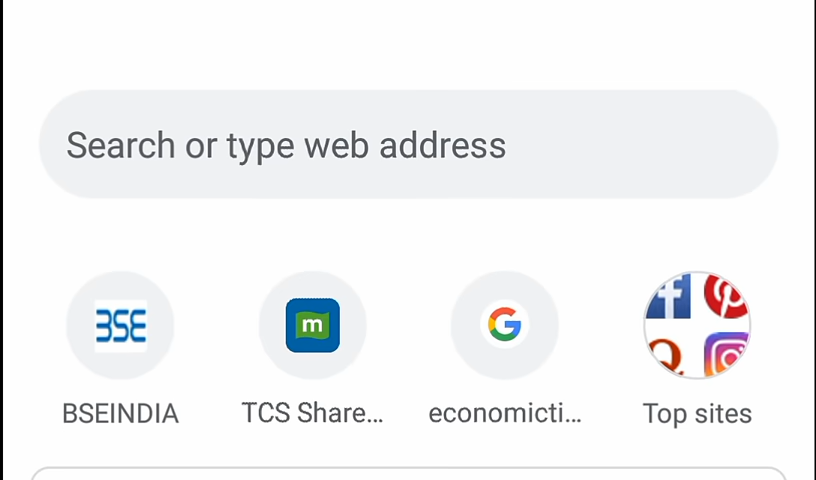 Search or type web address
BSE m G f
BSEINDIA TCS Share... economicti... Top sites